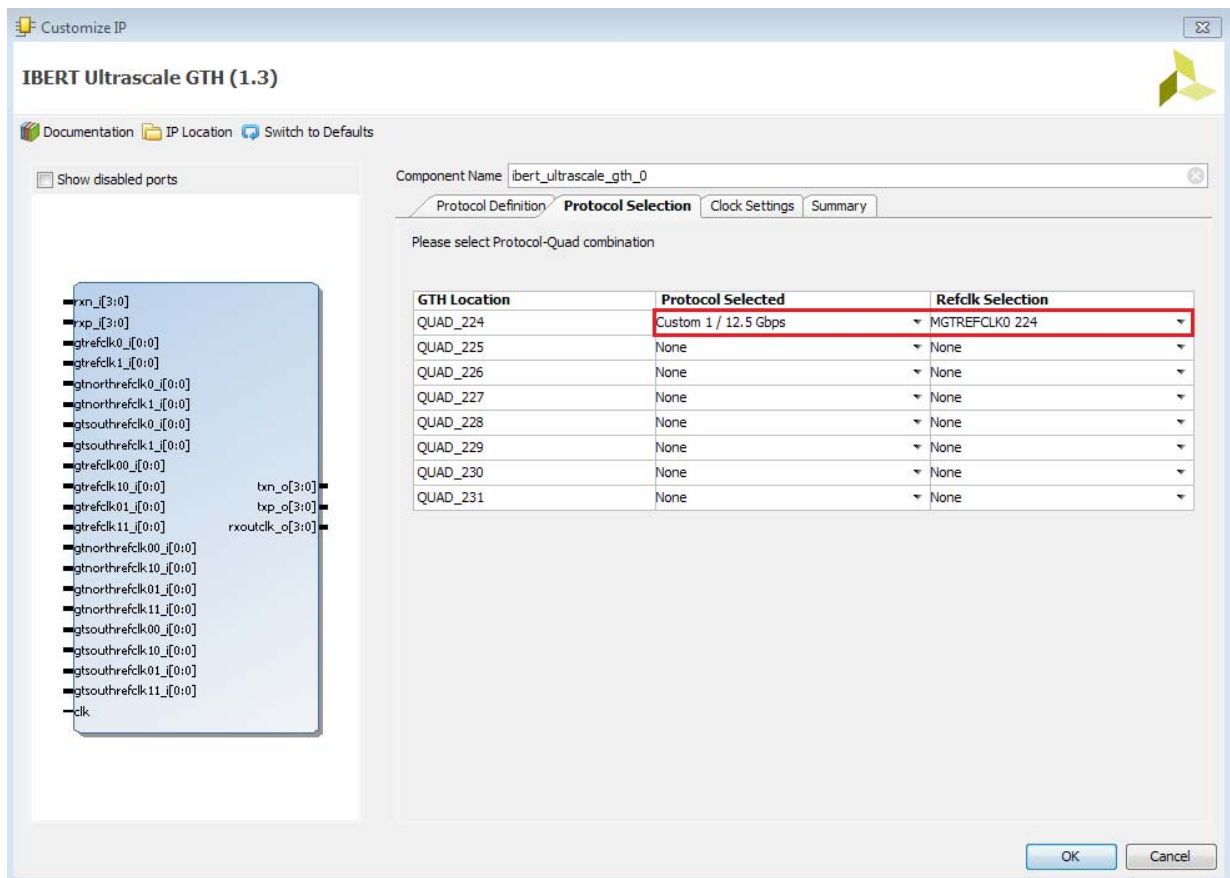 Customize IP
IBERT Ultrascale GTH (1.3)
Documentation IP Location Switch to Defaults
Show disabled ports
rxn_i[3:0]
rxp_i[3:0]
gtrefclk0_i[0:0]
gtrefclk1_i[0:0]
gtnorthrefclk0_i[0:0]
gtnorthrefclk1_i[0:0]
gtsouthrefclk0_i[0:0]
gtsouthrefclk1_i[0:0]
gtrefclk00_i[0:0]
gtrefclk10_i[0:0] txn_o[3:0]
gtrefclk01_i[0:0] txp_o[3:0]
gtrefclk11_i[0:0] rxoutclk_o[3:0]
gtnorthrefclk00_i[0:0]
gtnorthrefclk10_i[0:0]
gtnorthrefclk01_i[0:0]
gtnorthrefclk11_i[0:0]
gtsouthrefclk00_i[0:0]
gtsouthrefclk10_i[0:0]
gtsouthrefclk01_i[0:0]
gtsouthrefclk11_i[0:0]
clk
Component Name ibert_ultrascale_gth_0
Protocol Definition Protocol Selection Clock Settings Summary
Please select Protocol-Quad combination
GTH Location Protocol Selected Refclk Selection
QUAD_224 Custom 1 / 12.5 Gbps MGTREFCLK0 224
QUAD_225 None None
QUAD_226 None None
QUAD_227 None None
QUAD_228 None None
QUAD_229 None None
QUAD_230 None None
QUAD_231 None None
OK Cancel